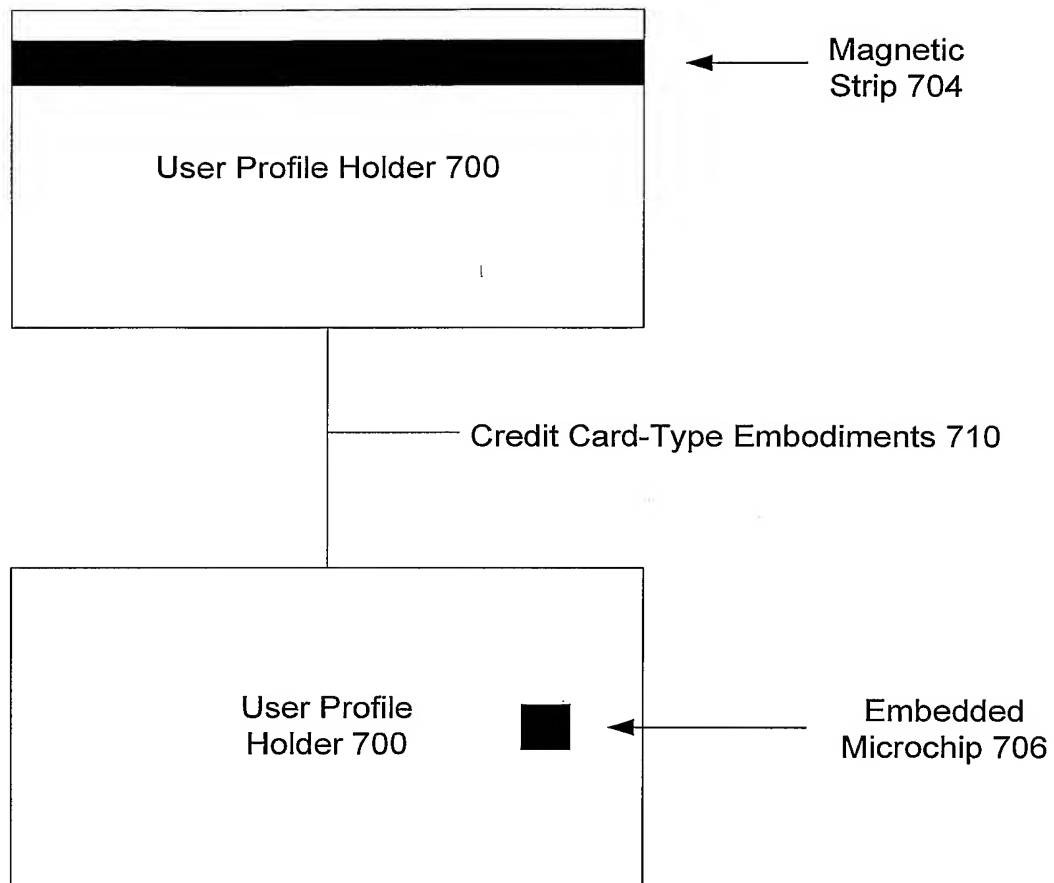 Magnetic
Strip 704
User Profile Holder 700
Credit Card-Type Embodiments 710
User Profile
Holder 700
Embedded
Microchip 706